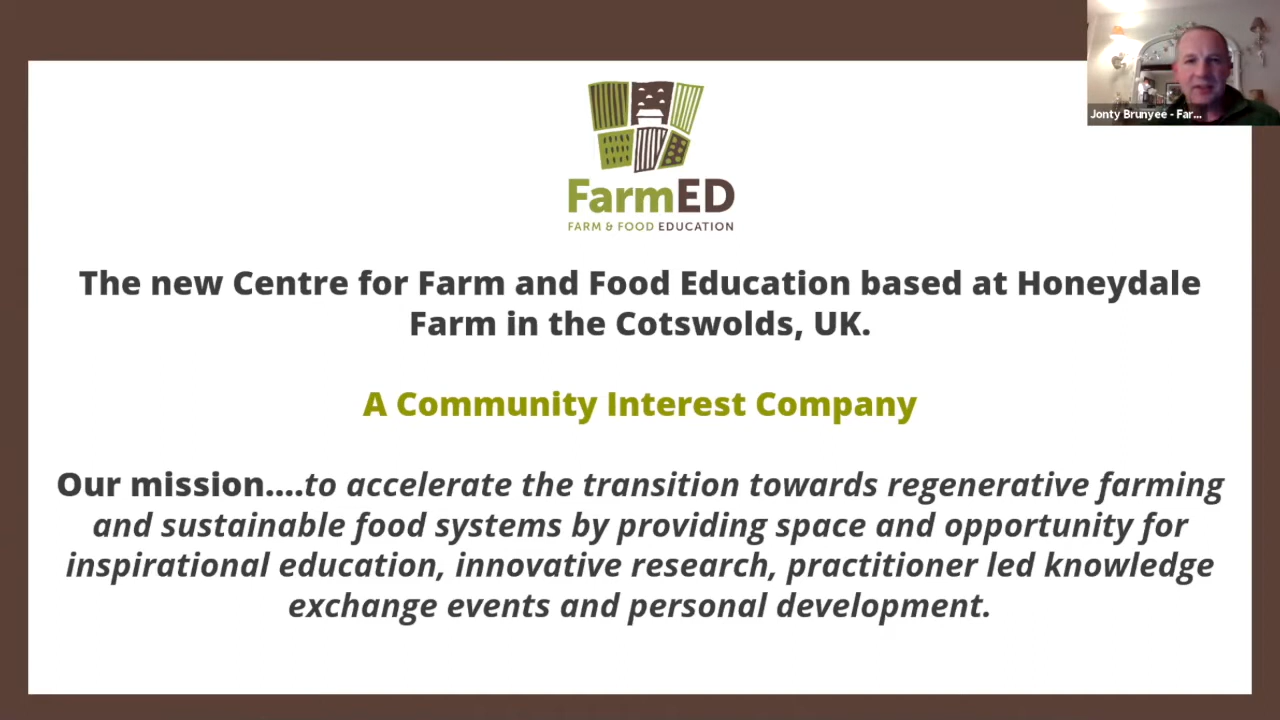 Jonty Brunyee - Far...
FarmED
FARM & FOOD EDUCATION
The new Centre for Farm and Food Education based at Honeydale
Farm in the Cotswolds, UK.
A Community Interest Company
Our mission....to accelerate the transition towards regenerative farming
and sustainable food systems by providing space and opportunity for
inspirational education, innovative research, practitioner led knowledge
exchange events and personal development.